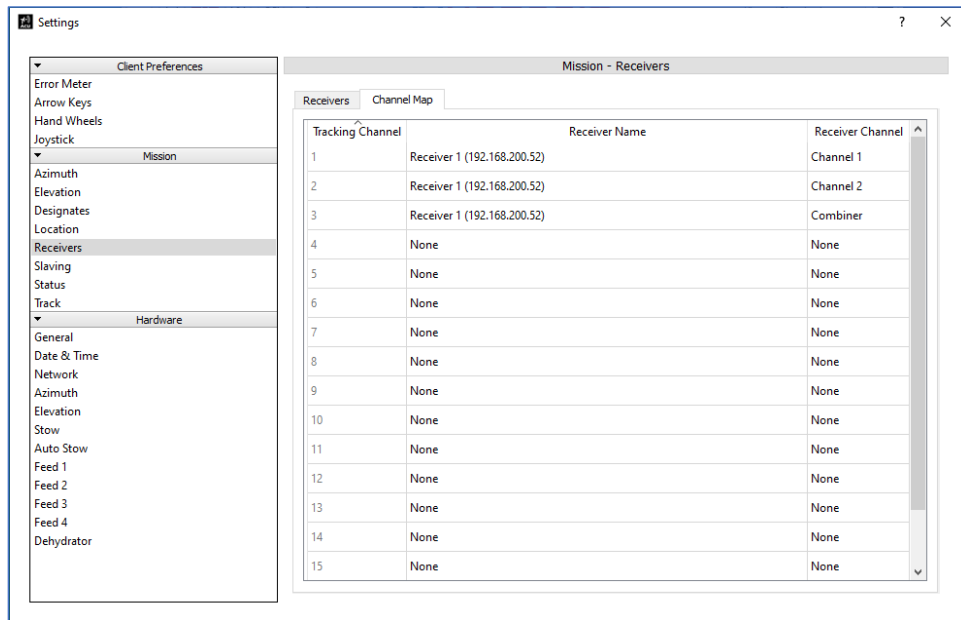 Settings
?
Client Preferences
Error Meter
Arrow Keys
Hand Wheels
Joystick
Mission
Azimuth
Elevation
Designates
Location
Receivers
Slaving
Status
Track
Hardware
General
Date & Time
Network
Azimuth
Elevation
Stow
Auto Stow
Feed 1
Feed 2
Feed 3
Feed 4
Dehydrator
Mission - Receivers
Receivers Channel Map
Tracking Channel Receiver Name Receiver Channel
1 Receiver 1 (192.168.200.52) Channel 1
2 Receiver 1 (192.168.200.52) Channel 2
3 Receiver 1 (192.168.200.52) Combiner
4 None None
5 None None
6 None None
7 None None
8 None None
9 None None
10 None None
11 None None
12 None None
13 None None
14 None None
15 None None